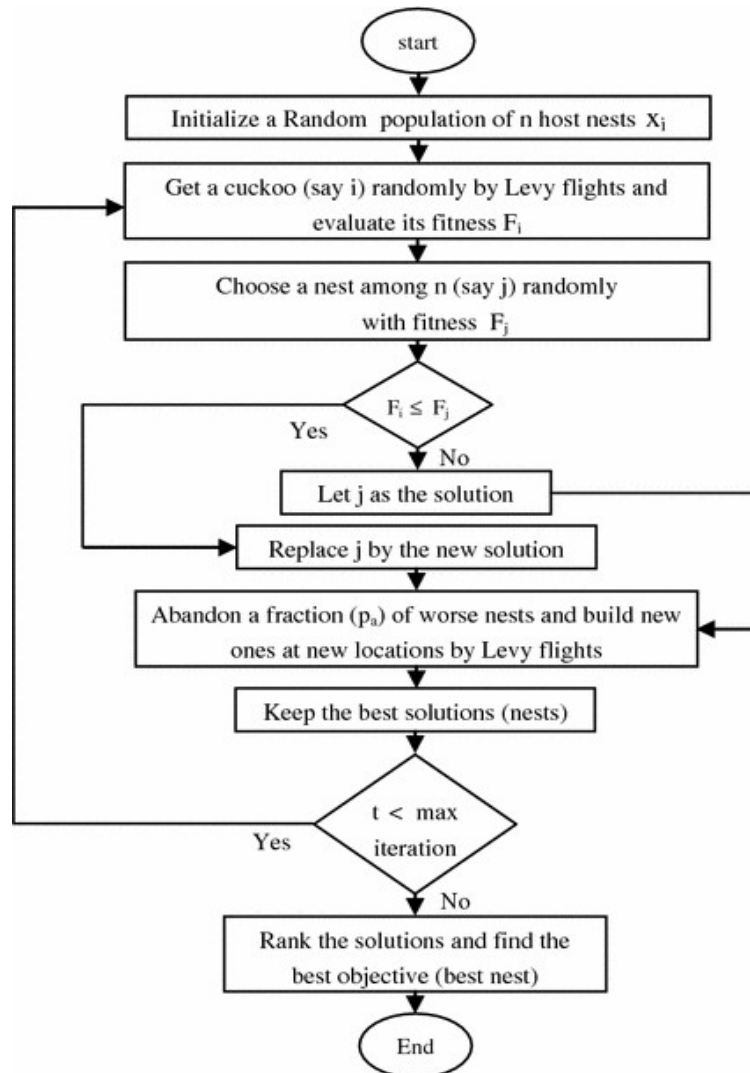 start
Initialize a Random population of n host nests xᵢ
Get a cuckoo (say i) randomly by Levy flights and
evaluate its fitness Fᵢ
Choose a nest among n (say j) randomly
with fitness Fⱼ
Fᵢ ≤ Fⱼ
Yes
No
Let j as the solution
Replace j by the new solution
Abandon a fraction (pₐ) of worse nests and build new
ones at new locations by Levy flights
Keep the best solutions (nests)
t < max
iteration
Yes
No
Rank the solutions and find the
best objective (best nest)
End